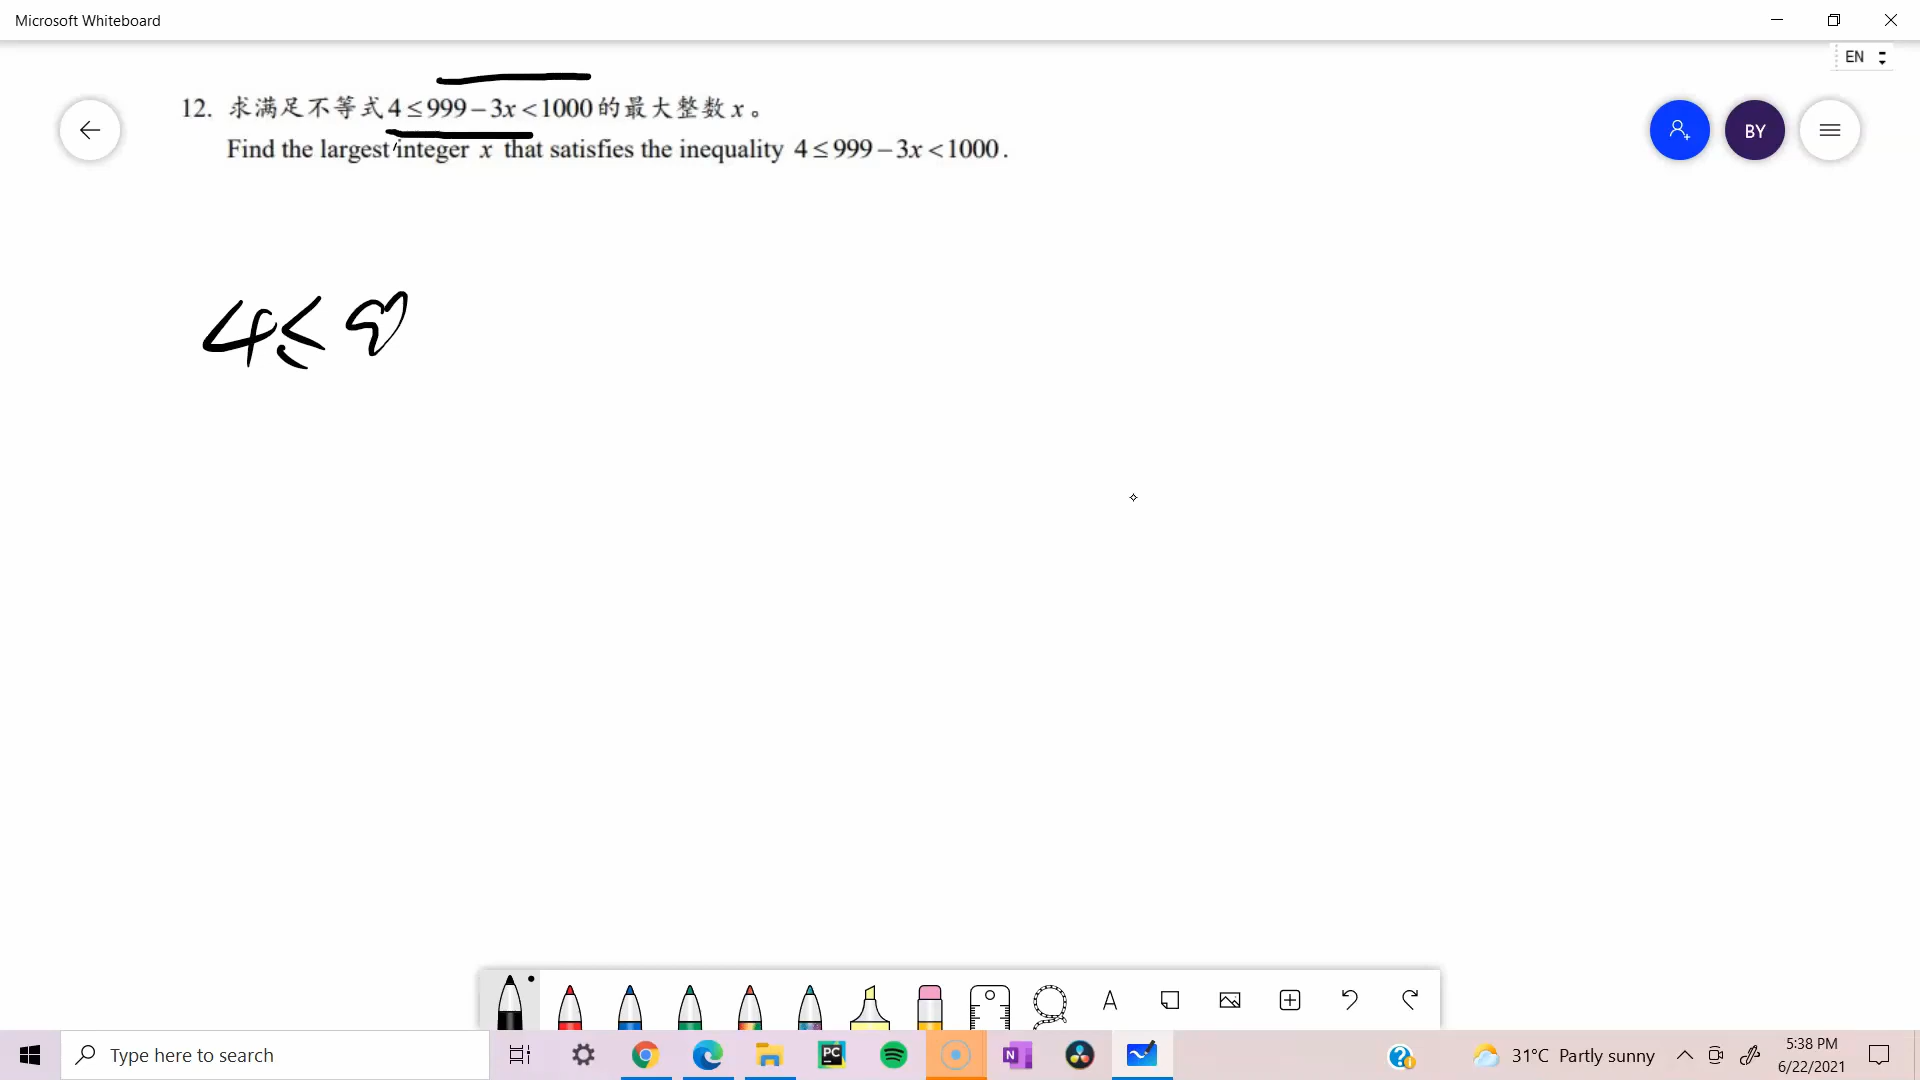 Microsoft Whiteboard
EN
12. 求满足不等式 4 ≤ 999 – 3x < 1000 的最大整数 x 。
Find the largest integer x that satisfies the inequality 4 ≤ 999 – 3x < 1000 .
BY
4 ≤ 9
A
Type here to search
PC
N
31°C Partly sunny
5:38 PM
6/22/2021